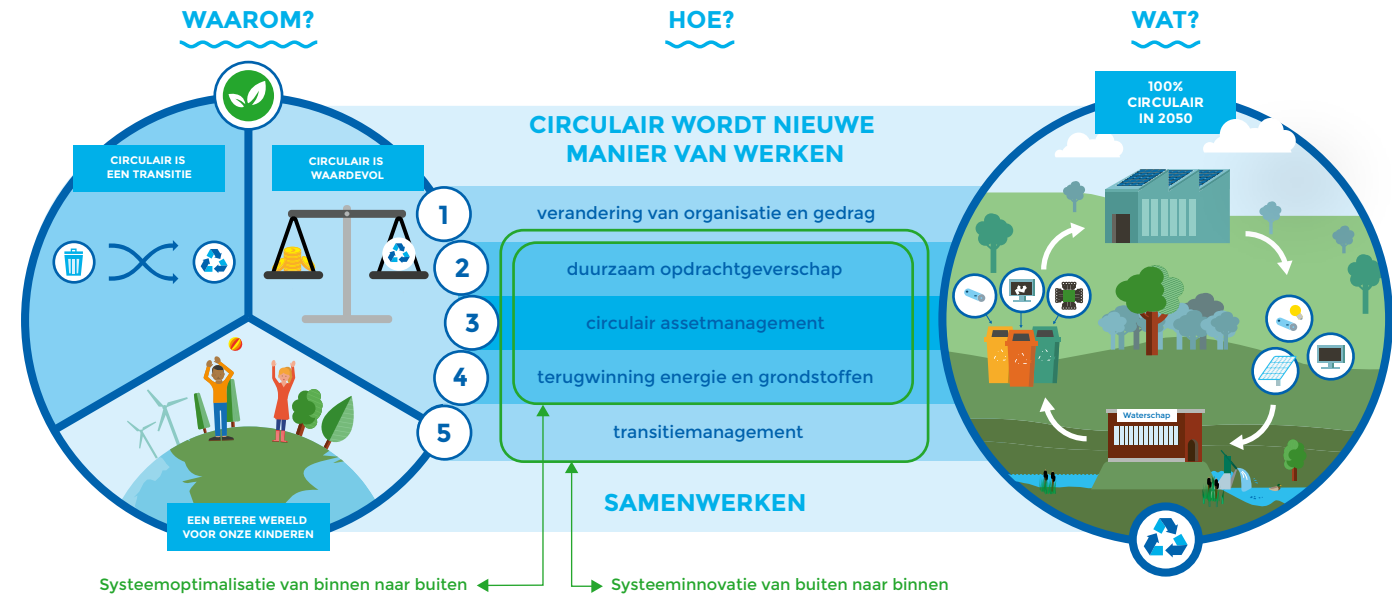 WAAROM?
HOE?
WAT?
CIRCULAIR IS
EEN TRANSITIE
CIRCULAIR IS
WAARDEVOL
EEN BETERE WERELD
VOOR ONZE KINDEREN
CIRCULAIR WORDT NIEUWE
MANIER VAN WERKEN
1
verandering van organisatie en gedrag
2
duurzaam opdrachtgeverschap
3
circulair assetmanagement
4
terugwinning energie en grondstoffen
5
transitiemanagement
SAMENWERKEN
Systeemoptimalisatie van binnen naar buiten
Systeeminnovatie van buiten naar binnen
100%
CIRCULAIR
IN 2050
Waterschap